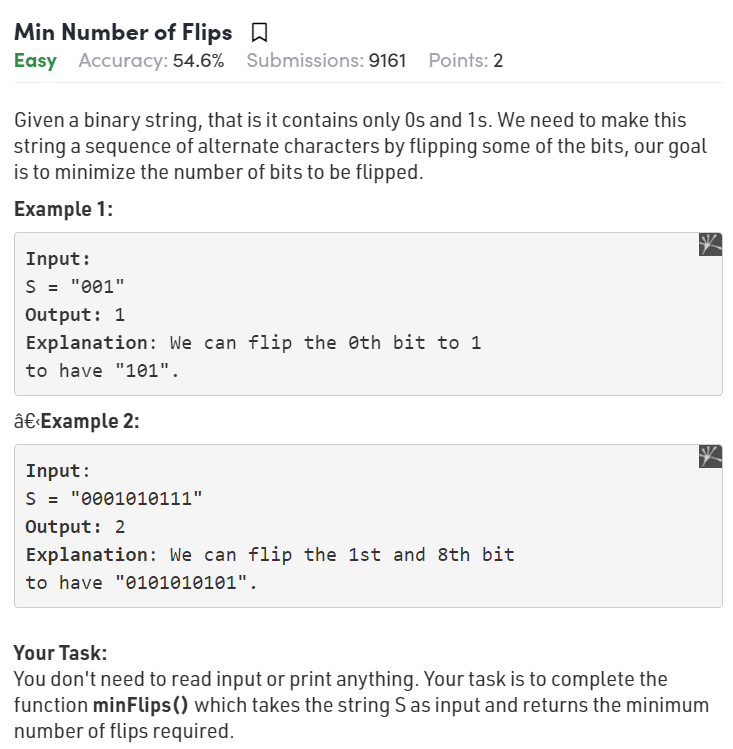 Min Number of Flips
Easy Accuracy: 54.6% Submissions: 9161 Points: 2
Given a binary string, that is it contains only 0s and 1s. We need to make this
string a sequence of alternate characters by flipping some of the bits, our goal
is to minimize the number of bits to be flipped.
Example 1:
Input:
S = "001"
Output: 1
Explanation: We can flip the 0th bit to 1
to have "101".
â€‹Example 2:
Input:
S = "0001010111"
Output: 2
Explanation: We can flip the 1st and 8th bit
to have "0101010101".
Your Task:
You don't need to read input or print anything. Your task is to complete the
function minFlips() which takes the string S as input and returns the minimum
number of flips required.